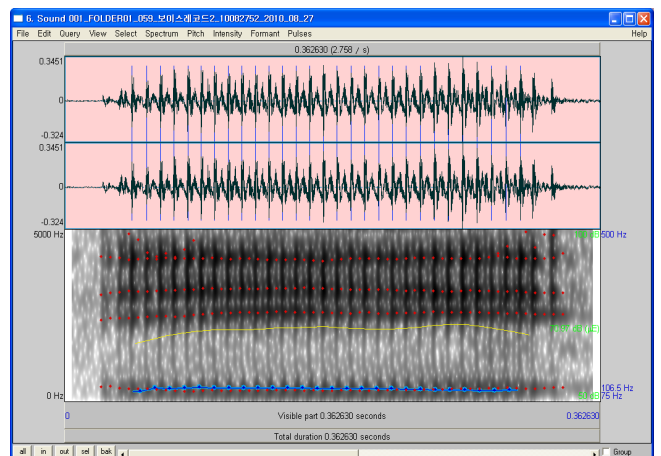 6. Sound 001_FOLDER01_059_보이스레코드2_10002752_2010_08_27
File Edit Query View Select Spectrum Pitch Intensity Formant Pulses Help
0.362630 (2.758 / s)
0.3451
0
-0.324
0.3451
0
-0.324
5000 Hz
500 Hz
0 Hz
106.5 Hz
75 Hz
0 Visible part 0.362630 seconds 0.362630
Total duration 0.362630 seconds
all in out sel bak Group